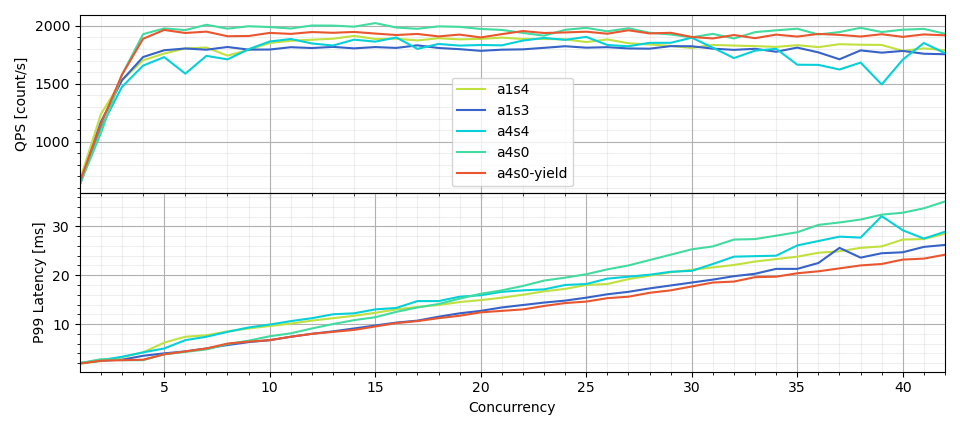 2000
1500
1000
QPS [count/s]
a1s4
a1s3
a4s4
a4s0
a4s0-yield
30
20
10
P99 Latency [ms]
5 10 15 20 25 30 35 40
Concurrency